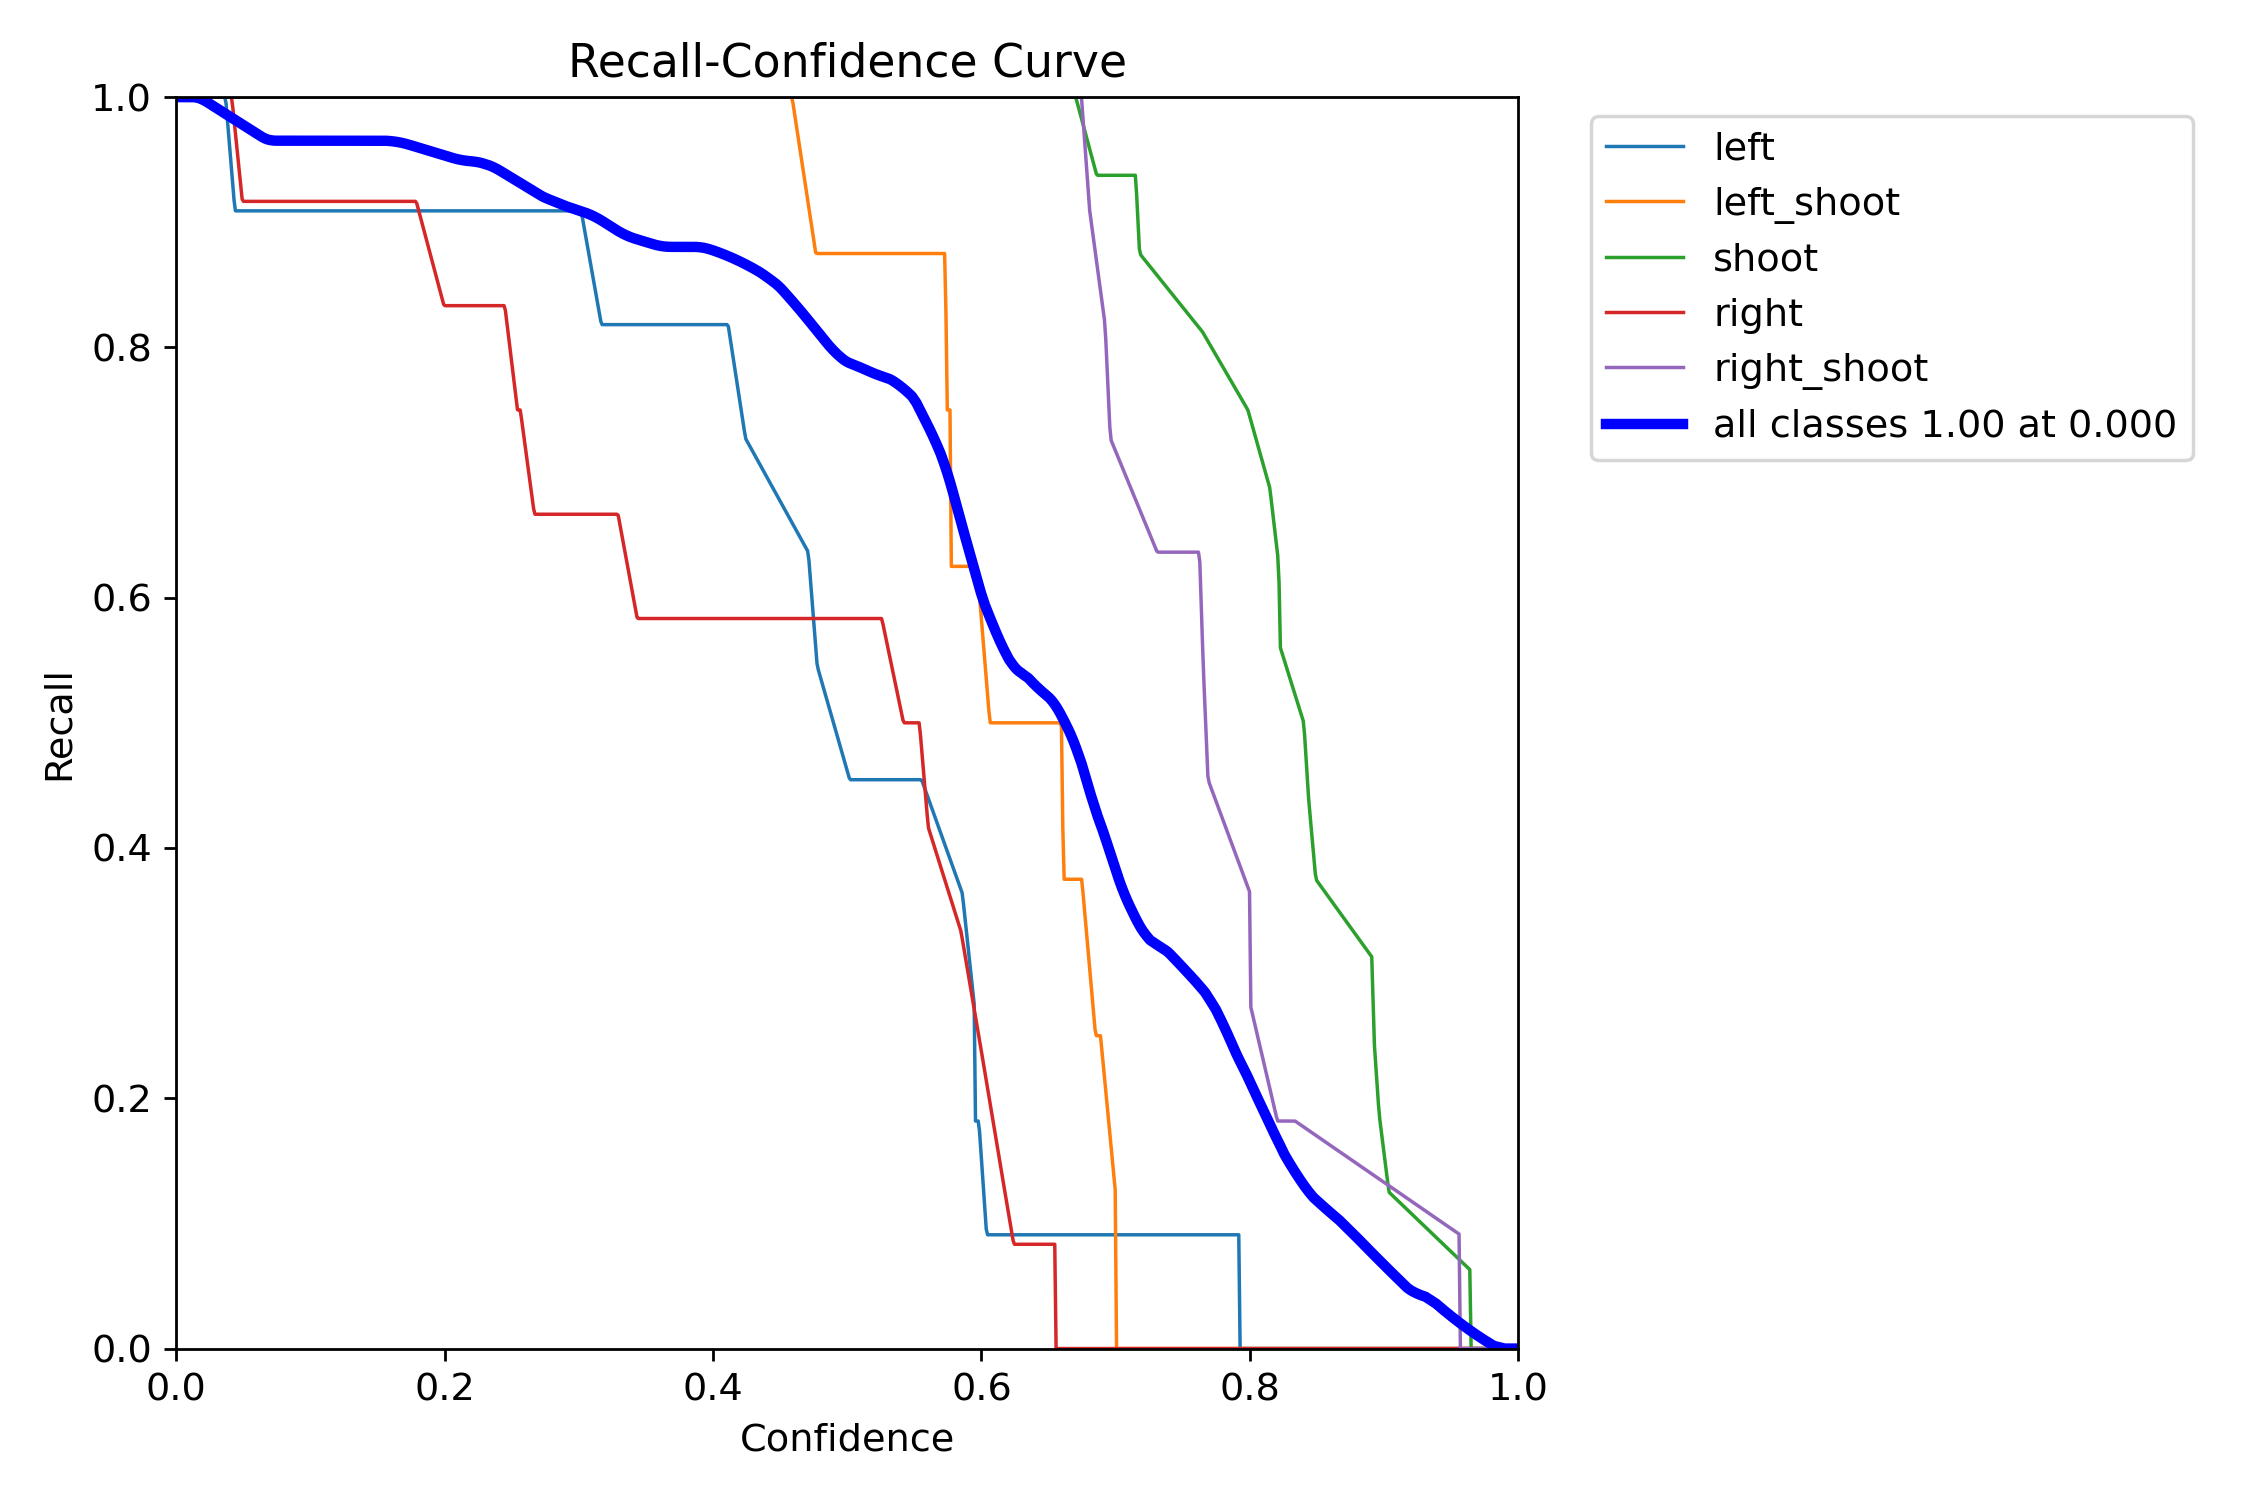 Recall-Confidence Curve
1.0
0.8
0.6
0.4
0.2
0.0
Recall
0.0 0.2 0.4 0.6 0.8 1.0
Confidence
left
left_shoot
shoot
right
right_shoot
all classes 1.00 at 0.000